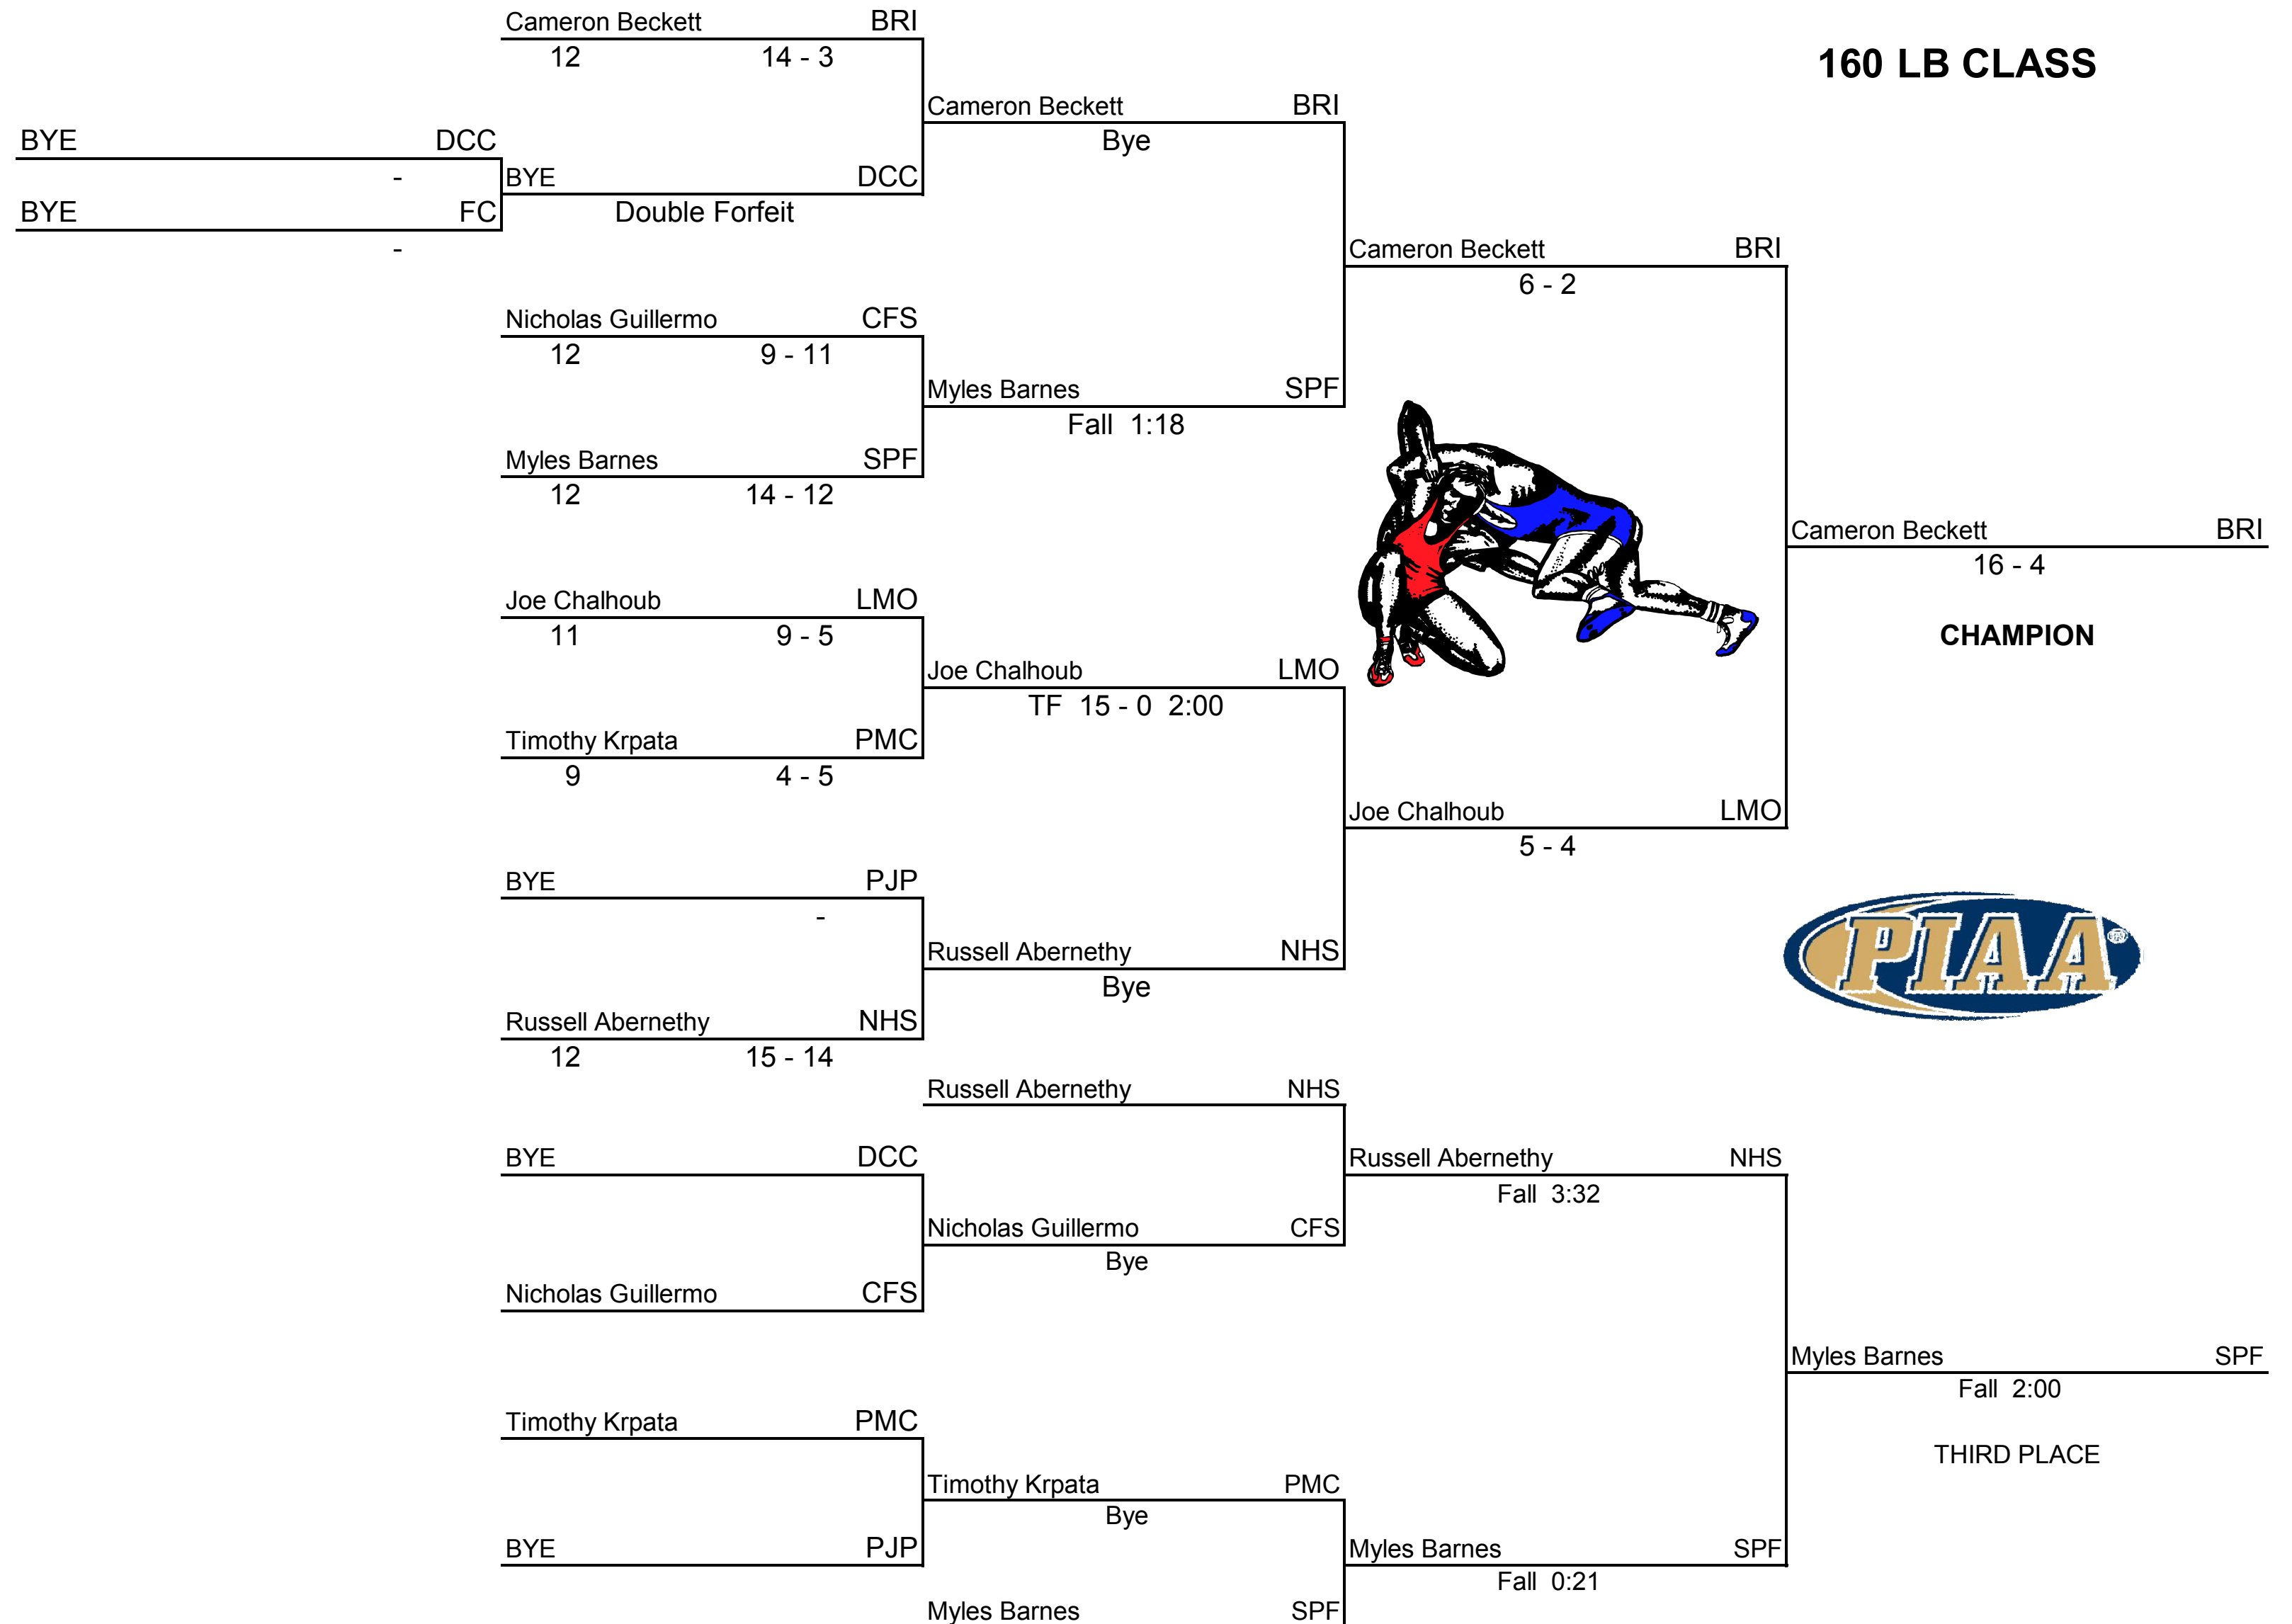 Cameron Beckett BRI
12 14 - 3
160 LB CLASS
Cameron Beckett BRI
Bye
BYE DCC
-
BYE DCC
Double Forfeit
BYE FC
-
Cameron Beckett BRI
6 - 2
Nicholas Guillermo CFS
12 9 - 11
Myles Barnes SPF
Fall 1:18
Myles Barnes SPF
12 14 - 12
Cameron Beckett BRI
16 - 4
CHAMPION
Joe Chalhoub LMO
11 9 - 5
Joe Chalhoub LMO
TF 15 - 0 2:00
Timothy Krpata PMC
9 4 - 5
Joe Chalhoub LMO
5 - 4
BYE PJP
-
Russell Abernethy NHS
Bye
PIAA®
Russell Abernethy NHS
12 15 - 14
Russell Abernethy NHS
BYE DCC
Russell Abernethy NHS
Fall 3:32
Nicholas Guillermo CFS
Bye
Nicholas Guillermo CFS
Myles Barnes SPF
Fall 2:00
THIRD PLACE
Timothy Krpata PMC
Timothy Krpata PMC
Bye
BYE PJP
Myles Barnes SPF
Fall 0:21
Myles Barnes SPF